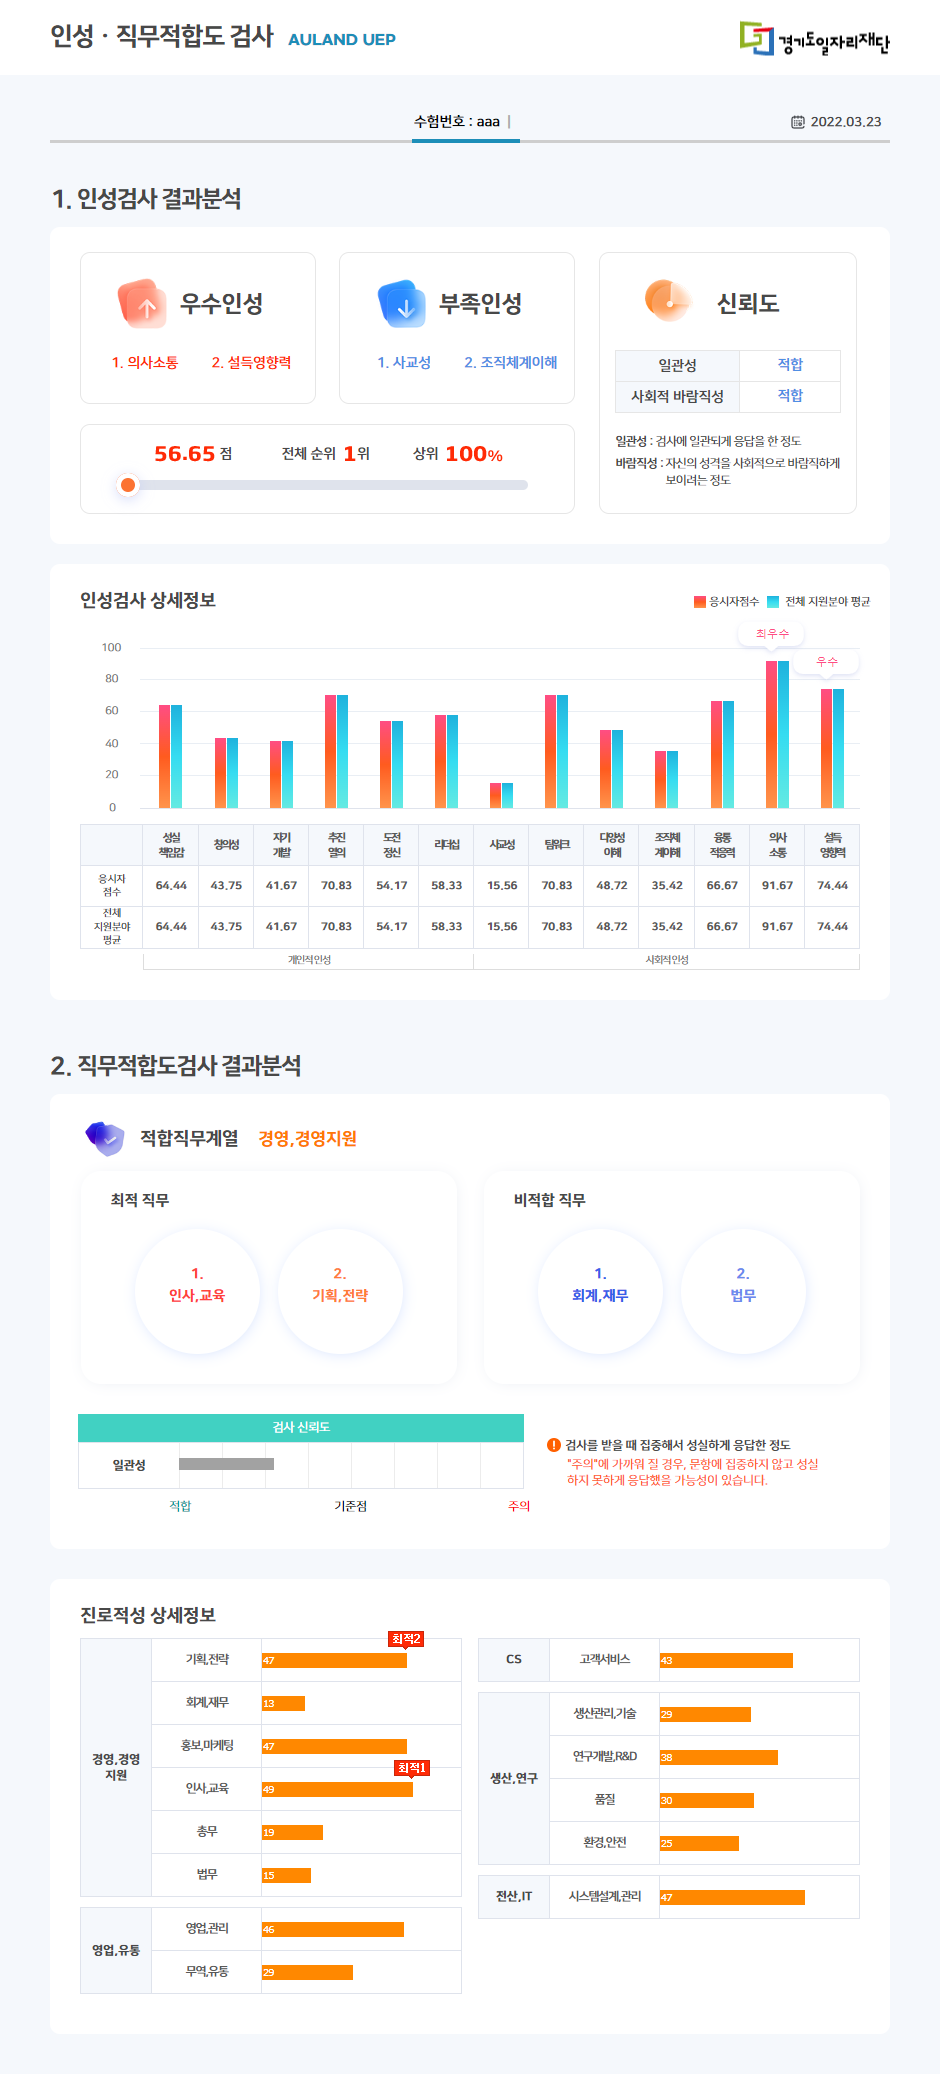 인성 · 직무적합도 검사 AULAND UEP
경기도일자리재단
수험번호 : aaa |
2022.03.23
1. 인성검사 결과분석
우수인성
1. 의사소통 2. 설득영향력
부족인성
1. 사교성 2. 조직체계이해
신뢰도
일관성 적합
사회적 바람직성 적합
일관성 : 검사에 일관되게 응답을 한 정도
바람직성 : 자신의 성격을 사회적으로 바람직하게
보이려는 정도
56.65 점 전체 순위 1위 상위 100%
인성검사 상세정보
응시자점수 전체 지원분야 평균
최우수
우수
100
80
60
40
20
0
성실 책임감 창의성 자기 개발 추진 열의 도전 정신 리더십 사교성 팀워크 다양성 이해 조직체 계이해 융통 적응력 의사 소통 설득 영향력
응시자 점수 64.44 43.75 41.67 70.83 54.17 58.33 15.56 70.83 48.72 35.42 66.67 91.67 74.44
전체 지원분야 평균 64.44 43.75 41.67 70.83 54.17 58.33 15.56 70.83 48.72 35.42 66.67 91.67 74.44
개인적인성 사회적인성
2. 직무적합도검사 결과분석
적합직무계열 경영,경영지원
최적 직무
1.
인사,교육
2.
기획,전략
비적합 직무
1.
회계,재무
2.
법무
검사 신뢰도
일관성
적합 기준점 주의
! 검사를 받을 때 집중해서 성실하게 응답한 정도
"주의"에 가까워 질 경우, 문항에 집중하지 않고 성실
하지 못하게 응답했을 가능성이 있습니다.
진로적성 상세정보
경영,경영
지원
기획,전략 47 최적2
회계,재무 13
홍보,마케팅 47
인사,교육 49 최적1
총무 19
법무 15
영업,유통
영업,관리 46
무역,유통 29
CS
고객서비스 43
생산,연구
생산관리,기술 29
연구개발,R&D 38
품질 30
환경,안전 25
전산,IT
시스템설계,관리 47